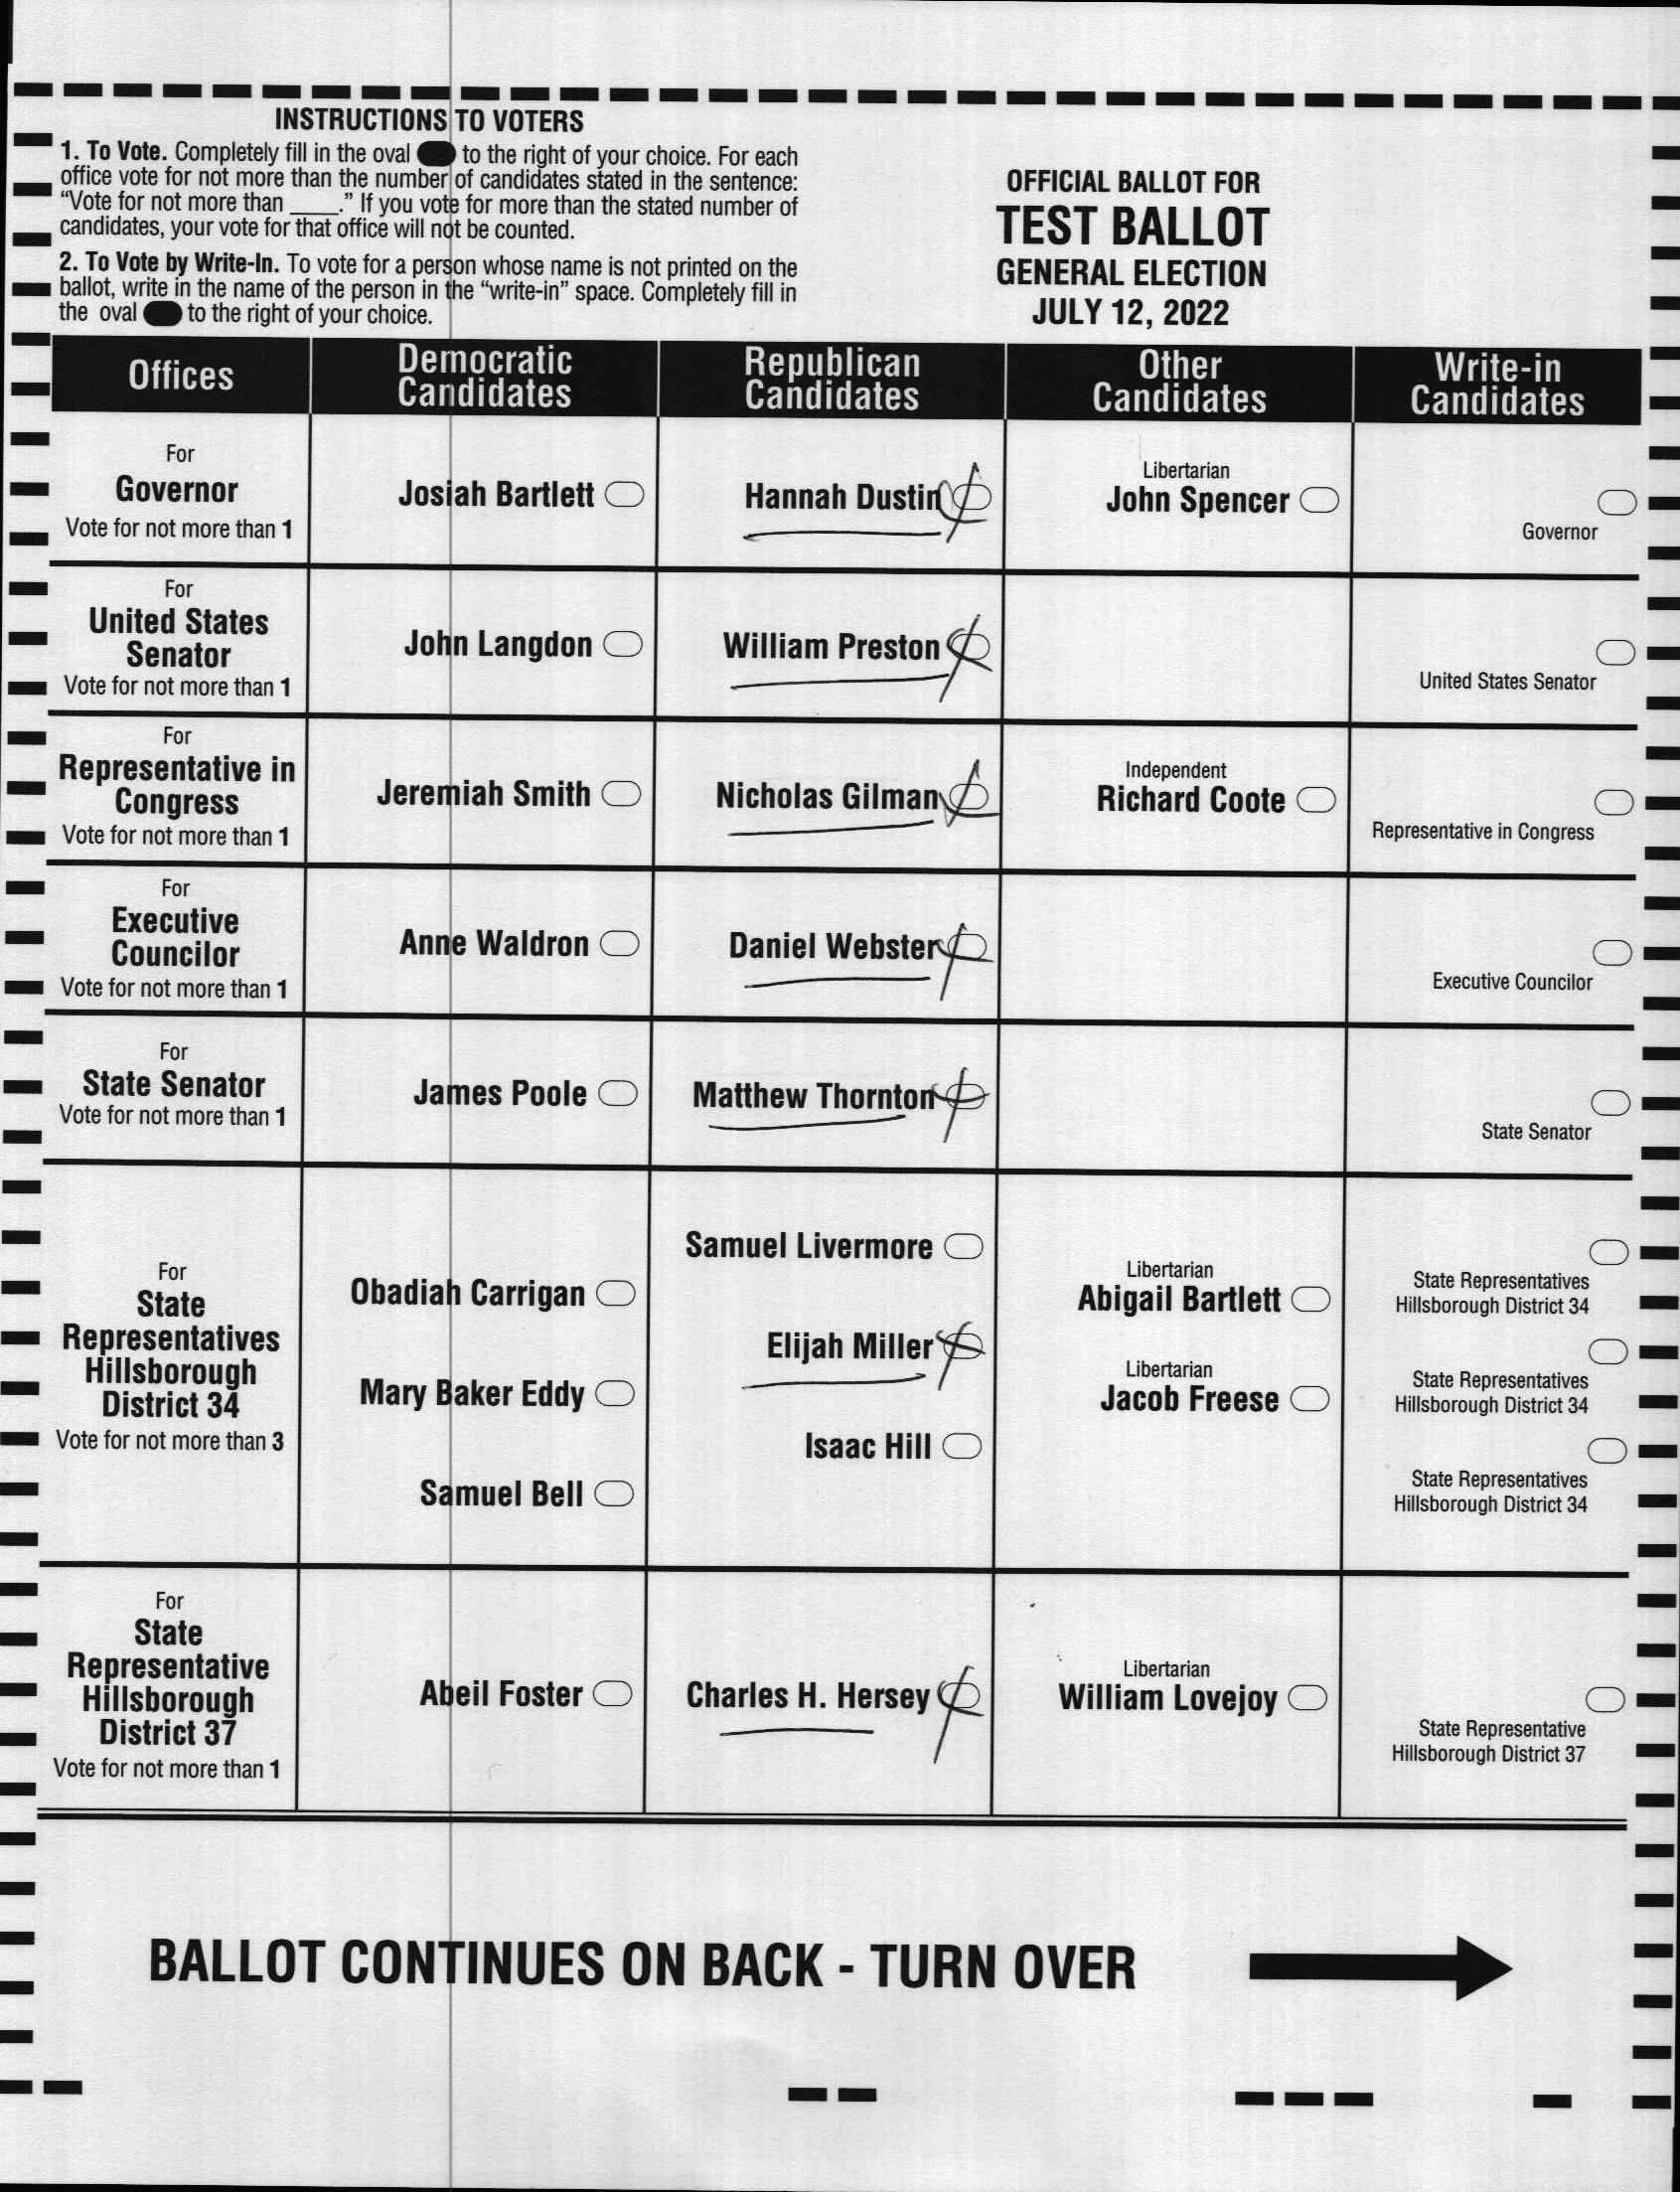 INSTRUCTIONS TO VOTERS
1. To Vote. Completely fill in the oval to the right of your choice. For each
office vote for not more than the number of candidates stated in the sentence:
“Vote for not more than ____.” If you vote for more than the stated number of
candidates, your vote for that office will not be counted.
2. To Vote by Write-In. To vote for a person whose name is not printed on the
ballot, write in the name of the person in the “write-in” space. Completely fill in
the oval to the right of your choice.
OFFICIAL BALLOT FOR
TEST BALLOT
GENERAL ELECTION
JULY 12, 2022
Offices
Democratic
Candidates
Republican
Candidates
Other
Candidates
Write-in
Candidates
For
Governor
Vote for not more than 1
Josiah Bartlett
Hannah Dustin
Libertarian
John Spencer
Governor
For
United States
Senator
Vote for not more than 1
John Langdon
William Preston
United States Senator
For
Representative in
Congress
Vote for not more than 1
Jeremiah Smith
Nicholas Gilman
Independent
Richard Coote
Representative in Congress
For
Executive
Councilor
Vote for not more than 1
Anne Waldron
Daniel Webster
Executive Councilor
For
State Senator
Vote for not more than 1
James Poole
Matthew Thornton
State Senator
For
State
Representatives
Hillsborough
District 34
Vote for not more than 3
Obadiah Carrigan
Mary Baker Eddy
Samuel Bell
Samuel Livermore
Elijah Miller
Isaac Hill
Libertarian
Abigail Bartlett
Libertarian
Jacob Freese
State Representatives
Hillsborough District 34
State Representatives
Hillsborough District 34
State Representatives
Hillsborough District 34
For
State
Representative
Hillsborough
District 37
Vote for not more than 1
Abeil Foster
Charles H. Hersey
Libertarian
William Lovejoy
State Representative
Hillsborough District 37
BALLOT CONTINUES ON BACK - TURN OVER